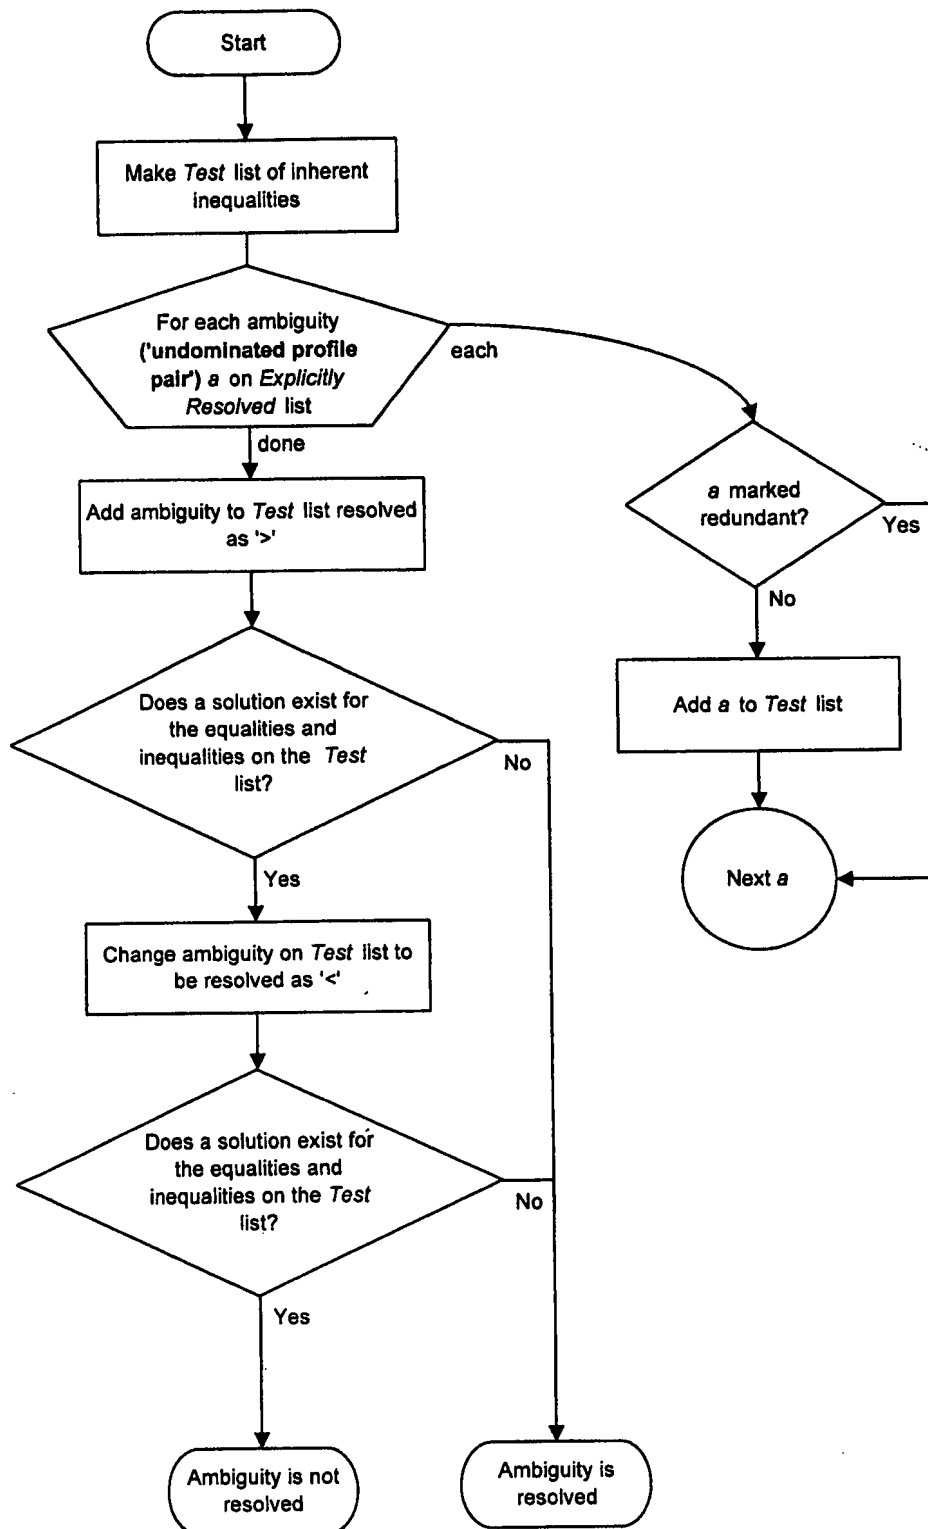 Start
Make Test list of inherent
inequalities
For each ambiguity
('undominated profile
pair') a on Explicitly
Resolved list
each
done
Add ambiguity to Test list resolved
as '>'
a marked
redundant?
Yes
No
Does a solution exist for
the equalities and
inequalities on the Test
list?
No
Add a to Test list
Yes
Next a
Change ambiguity on Test list to
be resolved as '<'
Does a solution exist for
the equalities and
inequalities on the Test
list?
No
Yes
Ambiguity is not
resolved
Ambiguity is
resolved